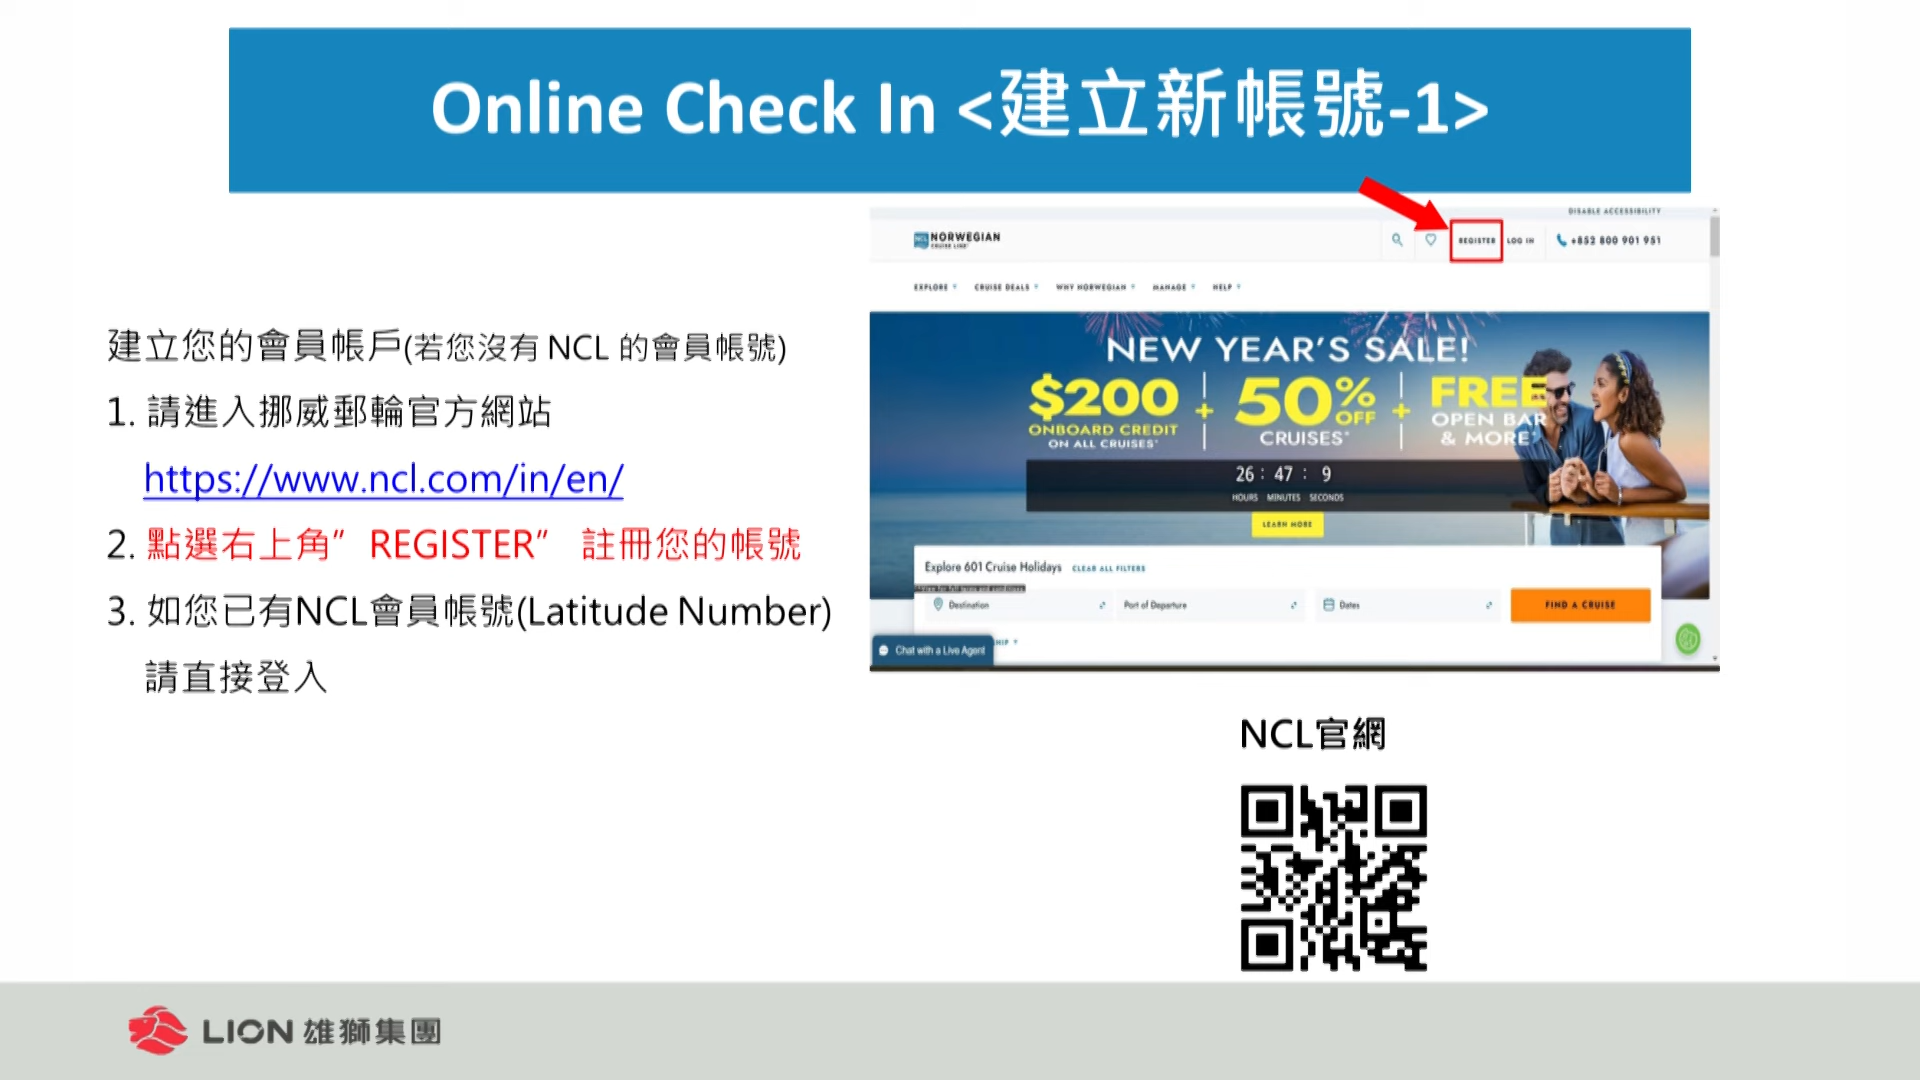 Online Check In <建立新帳號-1>
建立您的會員帳戶(若您沒有 NCL 的會員帳號)
1. 請進入挪威郵輪官方網站
https://www.ncl.com/in/en/
2. 點選右上角”REGISTER” 註冊您的帳號
3. 如您已有NCL會員帳號(Latitude Number)
請直接登入
DISABLE ACCESSIBILITY
NCL NORWEGIAN
CRUISE LINE
REGISTER LOG IN +852 800 901 951
EXPLORE CRUISE DEALS WHY NORWEGIAN MANAGE HELP
NEW YEAR'S SALE!
$200 + 50% OFF + FREE
ONBOARD CREDIT CRUISES* OPEN BAR
ON ALL CRUISES* & MORE*
26 : 47 : 9
HOURS MINUTES SECONDS
LEARN MORE
Explore 601 Cruise Holidays CLEAR ALL FILTERS
Destination Port of Departure Dates FIND A CRUISE
Chat with a Live Agent
NCL官網
LION 雄獅集團